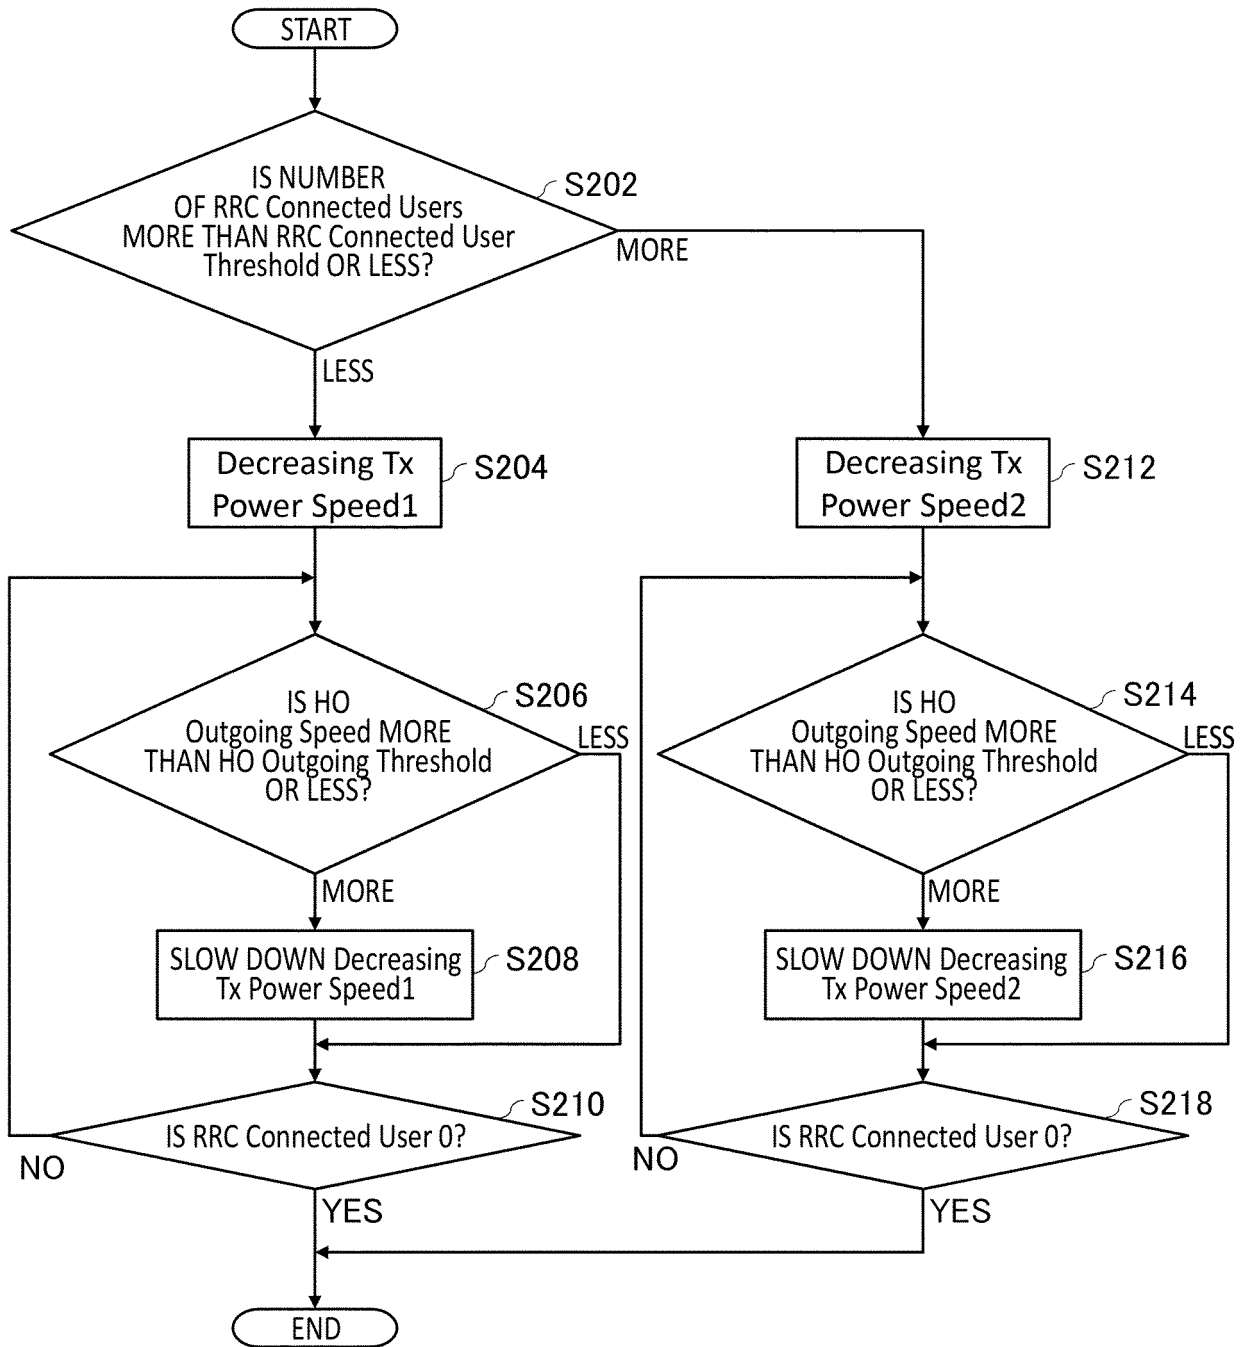 START
IS NUMBER
OF RRC Connected Users
MORE THAN RRC Connected User
Threshold OR LESS?
S202
MORE
LESS
Decreasing Tx
Power Speed1
S204
Decreasing Tx
Power Speed2
S212
IS HO
Outgoing Speed MORE
THAN HO Outgoing Threshold
OR LESS?
S206
LESS
MORE
IS HO
Outgoing Speed MORE
THAN HO Outgoing Threshold
OR LESS?
S214
LESS
MORE
SLOW DOWN Decreasing
Tx Power Speed1
S208
SLOW DOWN Decreasing
Tx Power Speed2
S216
IS RRC Connected User 0?
S210
NO
YES
IS RRC Connected User 0?
S218
NO
YES
END